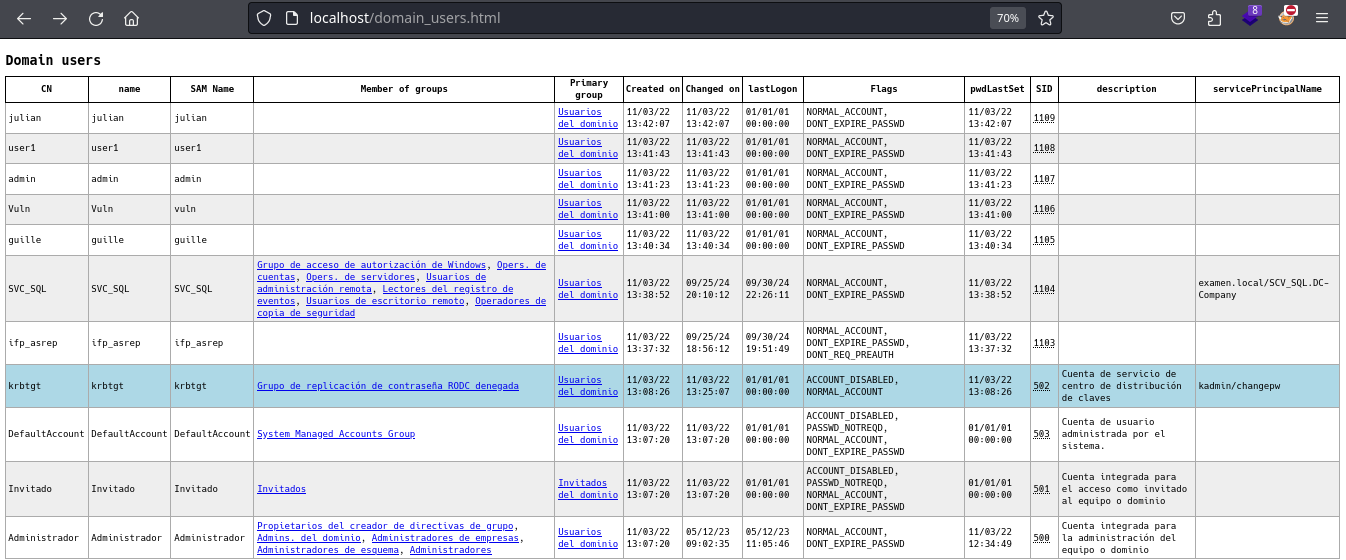 localhost/domain_users.html 70% 8
Domain users
CN name SAM Name Member of groups Primary group Created on Changed on lastLogon Flags pwdLastSet SID description servicePrincipalName
julian julian julian Usuarios del dominio 11/03/22 13:42:07 11/03/22 13:42:07 01/01/01 00:00:00 NORMAL_ACCOUNT, DONT_EXPIRE_PASSWD 11/03/22 13:42:07 1109
user1 user1 user1 Usuarios del dominio 11/03/22 13:41:43 11/03/22 13:41:43 01/01/01 00:00:00 NORMAL_ACCOUNT, DONT_EXPIRE_PASSWD 11/03/22 13:41:43 1108
admin admin admin Usuarios del dominio 11/03/22 13:41:23 11/03/22 13:41:23 01/01/01 00:00:00 NORMAL_ACCOUNT, DONT_EXPIRE_PASSWD 11/03/22 13:41:23 1107
Vuln Vuln vuln Usuarios del dominio 11/03/22 13:41:00 11/03/22 13:41:00 01/01/01 00:00:00 NORMAL_ACCOUNT, DONT_EXPIRE_PASSWD 11/03/22 13:41:00 1106
guille guille guille Usuarios del dominio 11/03/22 13:40:34 11/03/22 13:40:34 01/01/01 00:00:00 NORMAL_ACCOUNT, DONT_EXPIRE_PASSWD 11/03/22 13:40:34 1105
SVC_SQL SVC_SQL SVC_SQL Grupo de acceso de autorización de Windows, Opers. de cuentas, Opers. de servidores, Usuarios de administración remota, Lectores del registro de eventos, Usuarios de escritorio remoto, Operadores de copia de seguridad Usuarios del dominio 11/03/22 13:38:52 09/25/24 20:10:12 09/30/24 22:26:11 NORMAL_ACCOUNT, DONT_EXPIRE_PASSWD 11/03/22 13:38:52 1104 examen.local/SCV_SQL.DC-Company
ifp_asrep ifp_asrep ifp_asrep Usuarios del dominio 11/03/22 13:37:32 09/25/24 18:56:12 09/30/24 19:51:49 NORMAL_ACCOUNT, DONT_EXPIRE_PASSWD, DONT_REQ_PREAUTH 11/03/22 13:37:32 1103
krbtgt krbtgt krbtgt Grupo de replicación de contraseña RODC denegada Usuarios del dominio 11/03/22 13:08:26 11/03/22 13:25:07 01/01/01 00:00:00 ACCOUNT_DISABLED, NORMAL_ACCOUNT 11/03/22 13:08:26 502 Cuenta de servicio de centro de distribución de claves kadmin/changepw
DefaultAccount DefaultAccount DefaultAccount System Managed Accounts Group Usuarios del dominio 11/03/22 13:07:20 11/03/22 13:07:20 01/01/01 00:00:00 ACCOUNT_DISABLED, PASSWD_NOTREQD, NORMAL_ACCOUNT, DONT_EXPIRE_PASSWD 01/01/01 00:00:00 503 Cuenta de usuario administrada por el sistema.
Invitado Invitado Invitado Invitados Invitados del dominio 11/03/22 13:07:20 11/03/22 13:07:20 01/01/01 00:00:00 ACCOUNT_DISABLED, PASSWD_NOTREQD, NORMAL_ACCOUNT, DONT_EXPIRE_PASSWD 01/01/01 00:00:00 501 Cuenta integrada para el acceso como invitado al equipo o dominio
Administrador Administrador Administrador Propietarios del creador de directivas de grupo, Admins. del dominio, Administradores de empresas, Administradores de esquema, Administradores Usuarios del dominio 11/03/22 13:07:20 05/12/23 09:02:35 05/12/23 11:05:46 NORMAL_ACCOUNT, DONT_EXPIRE_PASSWD 11/03/22 12:34:49 500 Cuenta integrada para la administración del equipo o dominio